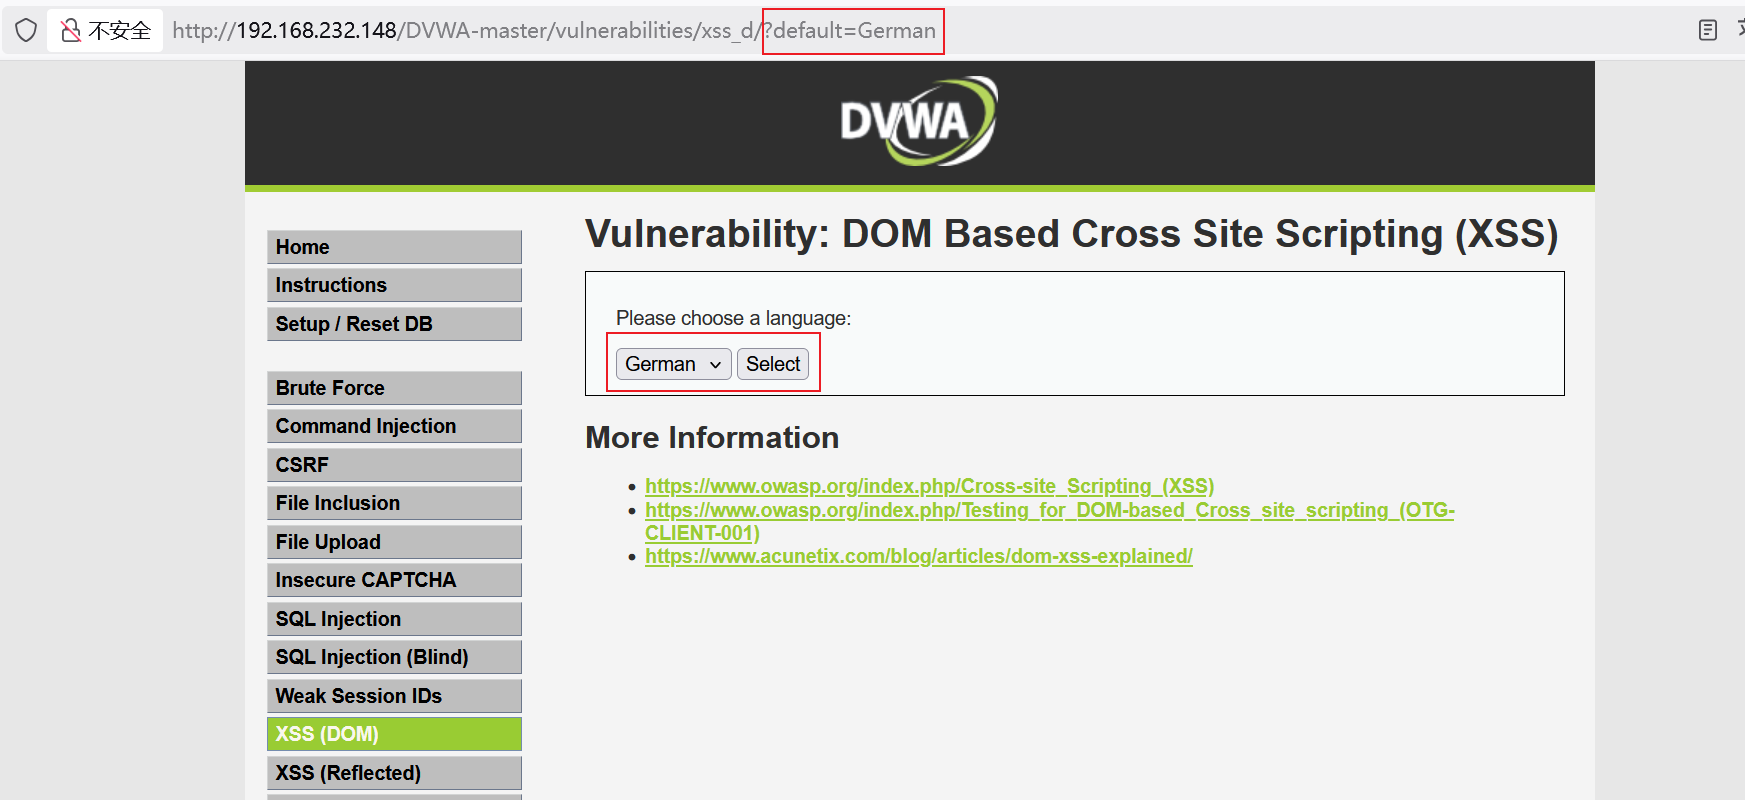 不安全 http://192.168.232.148/DVWA-master/vulnerabilities/xss_d/?default=German
DVWA
Home
Instructions
Setup / Reset DB
Brute Force
Command Injection
CSRF
File Inclusion
File Upload
Insecure CAPTCHA
SQL Injection
SQL Injection (Blind)
Weak Session IDs
XSS (DOM)
XSS (Reflected)
Vulnerability: DOM Based Cross Site Scripting (XSS)
Please choose a language:
German Select
More Information
https://www.owasp.org/index.php/Cross-site_Scripting_(XSS)
https://www.owasp.org/index.php/Testing_for_DOM-based_Cross_site_scripting_(OTG-
CLIENT-001)
https://www.acunetix.com/blog/articles/dom-xss-explained/